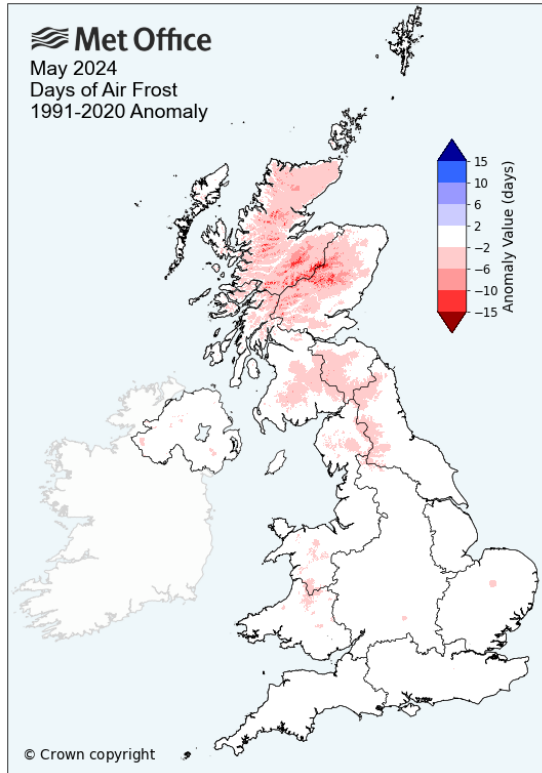 Met Office
May 2024
Days of Air Frost
1991-2020 Anomaly
15
10
6
2
−2
−6
−10
−15
Anomaly Value (days)
© Crown copyright